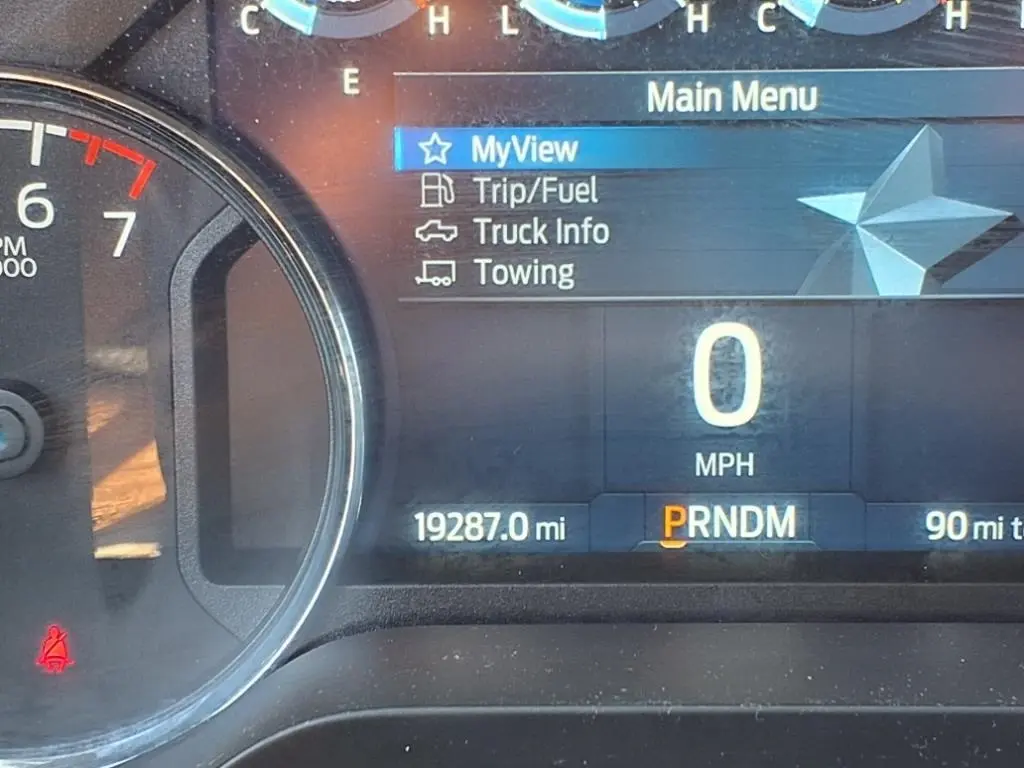 C H L H C H
E
Main Menu
MyView
Trip/Fuel
Truck Info
Towing
6
7
000
0
MPH
19287.0 mi
PRNDM
90 mi t